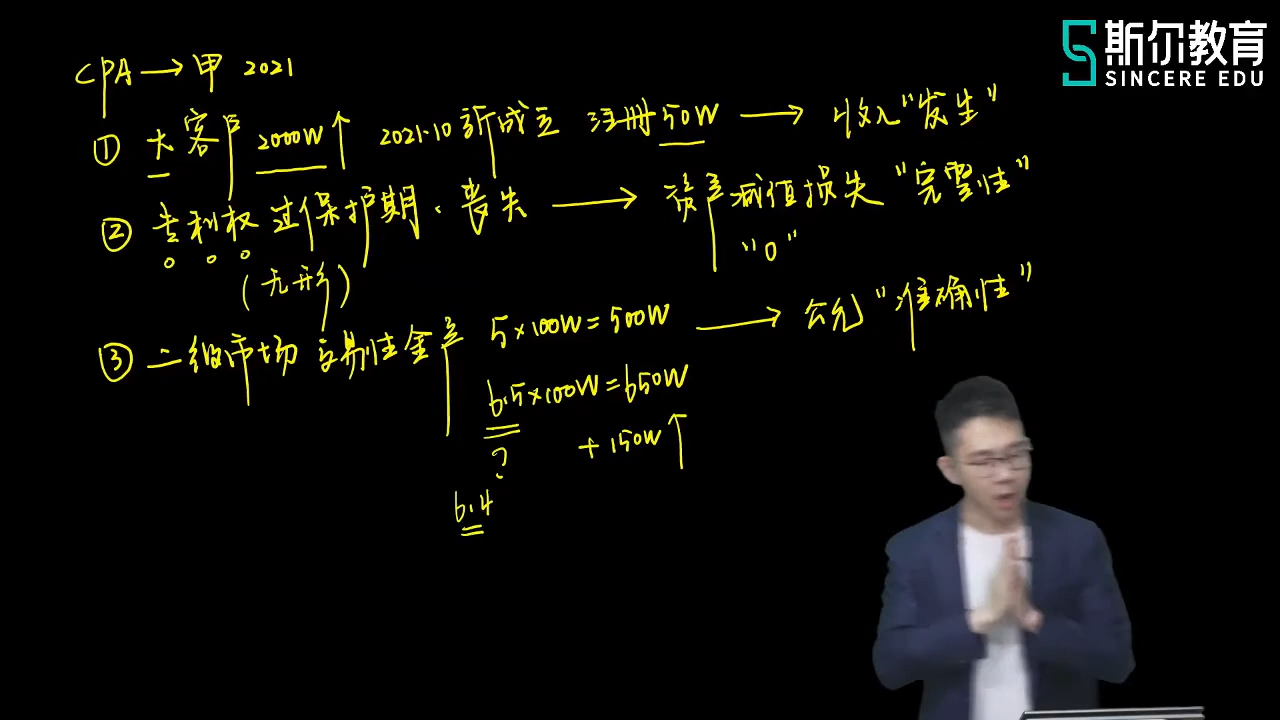 斯尔教育
SINCERE EDU
CPA → 甲 2021
① 大客户 2000W↑ 2021.10新成立 注册50W → 收入“发生”
② 专利权 过保护期、丧失 → 资产减值损失“完整性”
(无形) “0”
③ 二级市场 交易性金产 5×100W=500W → 公允“准确性”
6.5×100W=650W
? +150W↑
6.4